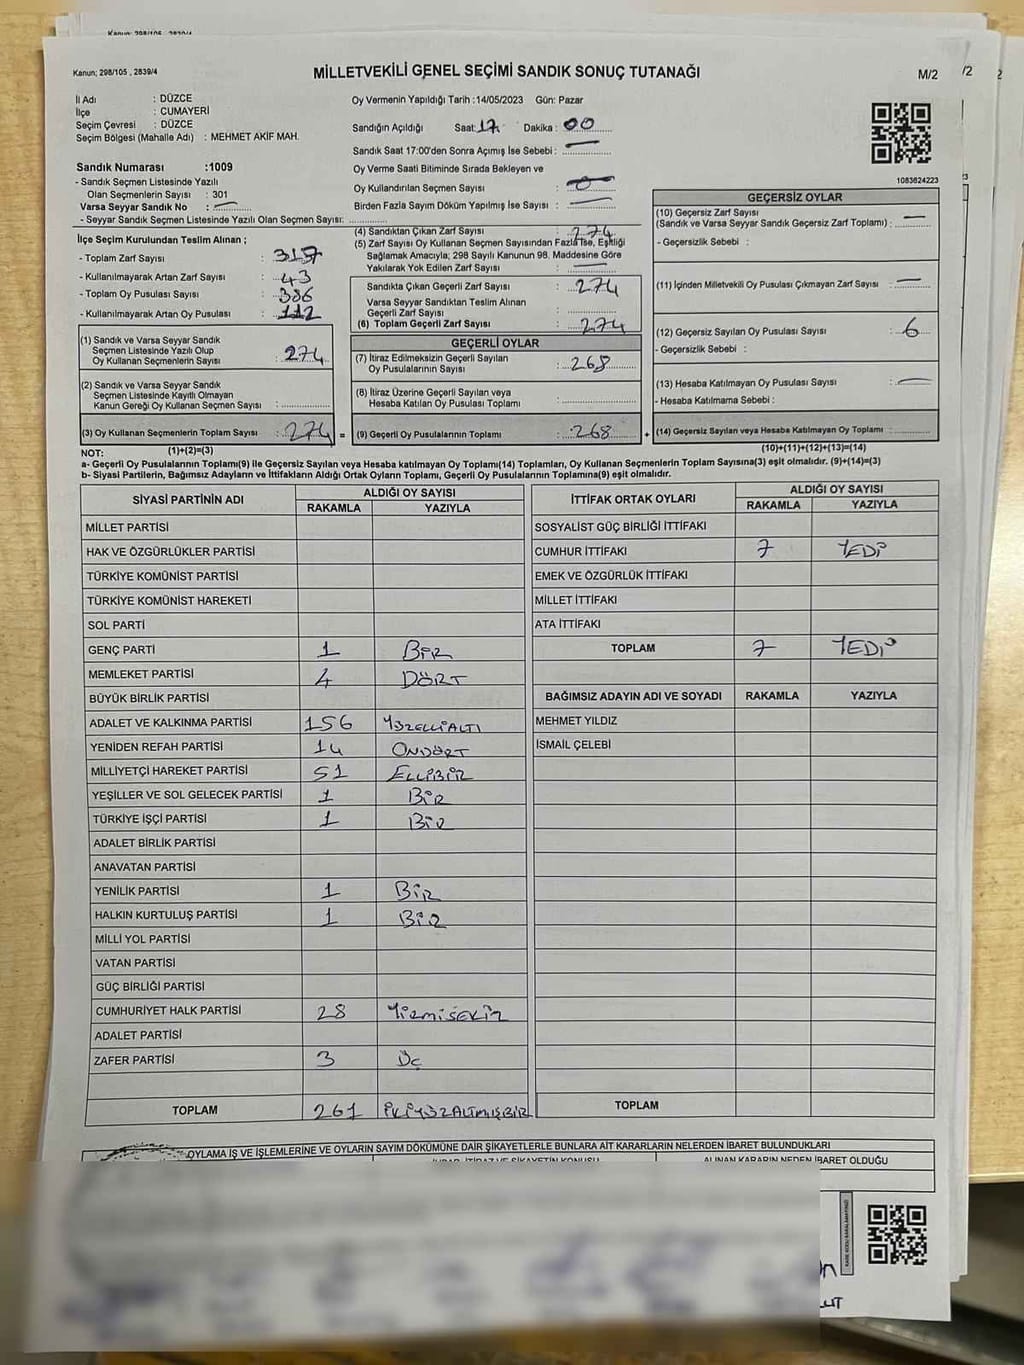 Kanun; 298/105 , 2839/4
MİLLETVEKİLİ GENEL SEÇİMİ SANDIK SONUÇ TUTANAĞI
M/2
İl Adı : DÜZCE
İlçe : CUMAYERİ
Seçim Çevresi : DÜZCE
Seçim Bölgesi (Mahalle Adı) : MEHMET AKİF MAH.
Sandık Numarası :1009
- Sandık Seçmen Listesinde Yazılı
Olan Seçmenlerin Sayısı : 301
Varsa Seyyar Sandık No :
- Seyyar Sandık Seçmen Listesinde Yazılı Olan Seçmen Sayısı:
Oy Vermenin Yapıldığı Tarih :14/05/2023 Gün: Pazar
Sandığın Açıldığı Saat: 17 Dakika : 00
Sandık Saat 17:00'den Sonra Açımış İse Sebebi :
Oy Verme Saati Bitiminde Sırada Bekleyen ve
Oy Kullandırılan Seçmen Sayısı : 0
Birden Fazla Sayım Döküm Yapılmış İse Sayısı :
1083624223
İlçe Seçim Kurulundan Teslim Alınan ;
- Toplam Zarf Sayısı : 317
- Kullanılmayarak Artan Zarf Sayısı : 43
- Toplam Oy Pusulası Sayısı : 386
- Kullanılmayarak Artan Oy Pusulası : 112
(1) Sandık ve Varsa Seyyar Sandık
Seçmen Listesinde Yazılı Olup
Oy Kullanan Seçmenlerin Sayısı : 274
(2) Sandık ve Varsa Seyyar Sandık
Seçmen Listesinde Kayıtlı Olmayan
Kanun Gereği Oy Kullanan Seçmen Sayısı :
(3) Oy Kullanan Seçmenlerin Toplam Sayısı : 274 =
(1)+(2)=(3)
(4) Sandıktan Çıkan Zarf Sayısı : 274
(5) Zarf Sayısı Oy Kullanan Seçmen Sayısından Fazla İse, Eşitliği
Sağlamak Amacıyla; 298 Sayılı Kanunun 98. Maddesine Göre
Yakılarak Yok Edilen Zarf Sayısı :
Sandıkta Çıkan Geçerli Zarf Sayısı : 274
Varsa Seyyar Sandıktan Teslim Alınan
Geçerli Zarf Sayısı :
(6) Toplam Geçerli Zarf Sayısı : 274
GEÇERLİ OYLAR
(7) İtiraz Edilmeksizin Geçerli Sayılan
Oy Pusulalarının Sayısı : 268
(8) İtiraz Üzerine Geçerli Sayılan veya
Hesaba Katılan Oy Pusulası Toplamı :
(9) Geçerli Oy Pusulalarının Toplamı : 268 +
GEÇERSİZ OYLAR
(10) Geçersiz Zarf Sayısı
(Sandık ve Varsa Seyyar Sandık Geçersiz Zarf Toplamı) :
- Geçersizlik Sebebi :
(11) İçinden Milletvekili Oy Pusulası Çıkmayan Zarf Sayısı :
(12) Geçersiz Sayılan Oy Pusulası Sayısı : 6
- Geçersizlik Sebebi :
(13) Hesaba Katılmayan Oy Pusulası Sayısı :
- Hesaba Katılmama Sebebi :
(14) Geçersiz Sayılan veya Hesaba Katılmayan Oy Toplamı :
(10)+(11)+(12)+(13)=(14)
NOT:
a- Geçerli Oy Pusulalarının Toplamı(9) ile Geçersiz Sayılan veya Hesaba katılmayan Oy Toplamı(14) Toplamları, Oy Kullanan Seçmenlerin Toplam Sayısına(3) eşit olmalıdır. (9)+(14)=(3)
b- Siyasi Partilerin, Bağımsız Adayların ve İttifakların Aldığı Ortak Oyların Toplamı, Geçerli Oy Pusulalarının Toplamına(9) eşit olmalıdır.
SİYASİ PARTİNİN ADI ALDIĞI OY SAYISI
RAKAMLA YAZIYLA
MİLLET PARTİSİ
HAK VE ÖZGÜRLÜKLER PARTİSİ
TÜRKİYE KOMÜNİST PARTİSİ
TÜRKİYE KOMÜNİST HAREKETİ
SOL PARTİ
GENÇ PARTİ 1 BİR
MEMLEKET PARTİSİ 4 DÖRT
BÜYÜK BİRLİK PARTİSİ
ADALET VE KALKINMA PARTİSİ 156 YÜZELLİALTI
YENİDEN REFAH PARTİSİ 14 ONDÖRT
MİLLİYETÇİ HAREKET PARTİSİ 51 ELLİBİR
YEŞİLLER VE SOL GELECEK PARTİSİ 1 BİR
TÜRKİYE İŞÇİ PARTİSİ 1 BİR
ADALET BİRLİK PARTİSİ
ANAVATAN PARTİSİ
YENİLİK PARTİSİ 1 BİR
HALKIN KURTULUŞ PARTİSİ 1 BİR
MİLLİ YOL PARTİSİ
VATAN PARTİSİ
GÜÇ BİRLİĞİ PARTİSİ
CUMHURİYET HALK PARTİSİ 28 YİRMİSEKİZ
ADALET PARTİSİ
ZAFER PARTİSİ 3 ÜÇ
TOPLAM 261 İKİYÜZALTMIŞBİR
İTTİFAK ORTAK OYLARI ALDIĞI OY SAYISI
RAKAMLA YAZIYLA
SOSYALİST GÜÇ BİRLİĞİ İTTİFAKI
CUMHUR İTTİFAKI 7 YEDİ
EMEK VE ÖZGÜRLÜK İTTİFAKI
MİLLET İTTİFAKI
ATA İTTİFAKI
TOPLAM 7 YEDİ
BAĞIMSIZ ADAYIN ADI VE SOYADI RAKAMLA YAZIYLA
MEHMET YILDIZ
İSMAİL ÇELEBİ
TOPLAM
OYLAMA İŞ VE İŞLEMLERİNE VE OYLARIN SAYIM DÖKÜMÜNE DAİR ŞİKAYETLERLE BUNLARA AİT KARARLARIN NELERDEN İBARET BULUNDUKLARI
ALINAN KARARIN NEDEN İBARET OLDUĞU